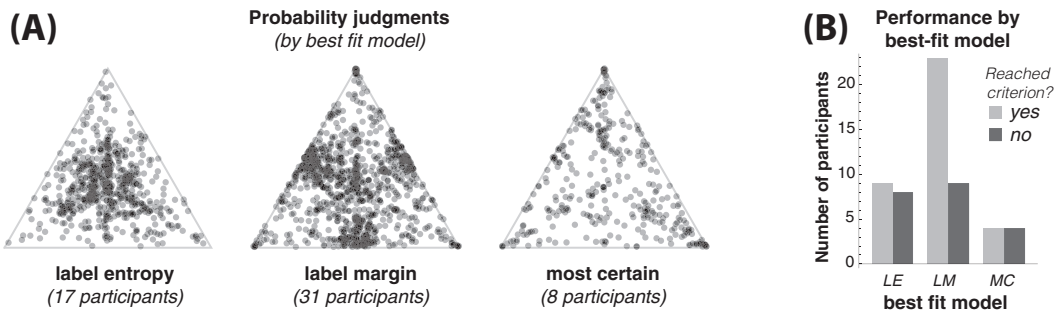 (A)
Probability judgments
(by best fit model)
label entropy
(17 participants)
label margin
(31 participants)
most certain
(8 participants)
(B)
Performance by
best-fit model
Number of participants
20
15
10
5
0
Reached
criterion?
yes
no
LE LM MC
best fit model